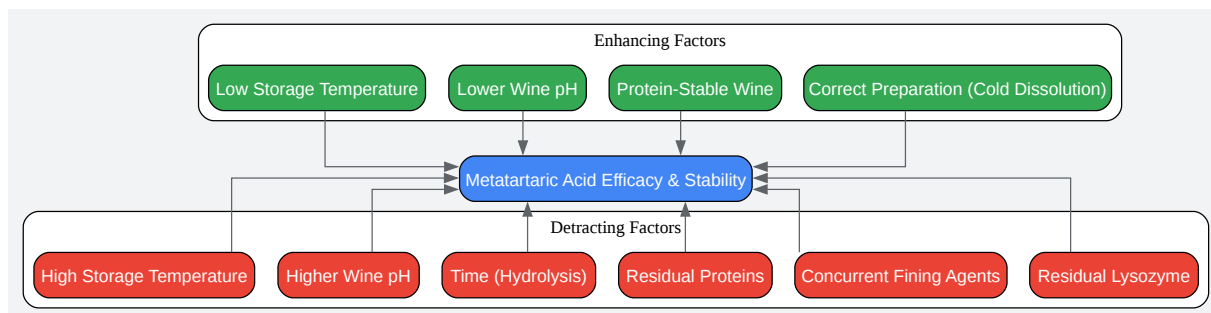 Enhancing Factors
Low Storage Temperature
Lower Wine pH
Protein-Stable Wine
Correct Preparation (Cold Dissolution)
Metatartaric Acid Efficacy & Stability
Detracting Factors
High Storage Temperature
Higher Wine pH
Time (Hydrolysis)
Residual Proteins
Concurrent Fining Agents
Residual Lysozyme